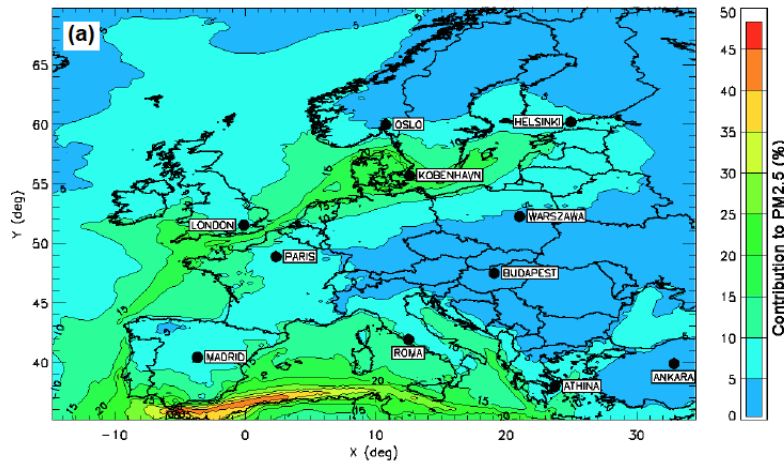 (a)
65
60
55
50
45
40
Y {deg}
-10
0
10
20
30
X {deg}
OSLO
HELSINKI
KOBENHAVN
LONDON
WARSZAWA
PARIS
BUDAPEST
MADRID
ROMA
ATHINA
ANKARA
50
45
40
35
30
25
20
15
10
5
0
Contribution to PM2.5 (%)